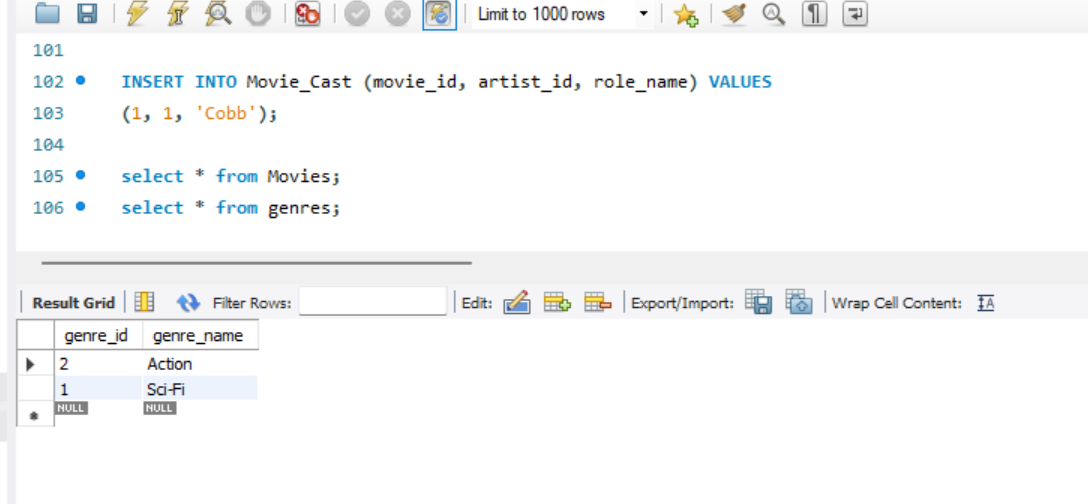 Limit to 1000 rows
101
102 INSERT INTO Movie_Cast (movie_id, artist_id, role_name) VALUES
103 (1, 1, 'Cobb');
104
105 select * from Movies;
106 select * from genres;
Result Grid Filter Rows: Edit: Export/Import: Wrap Cell Content: IA
genre_id genre_name
2 Action
1 Sci-Fi
NULL NULL